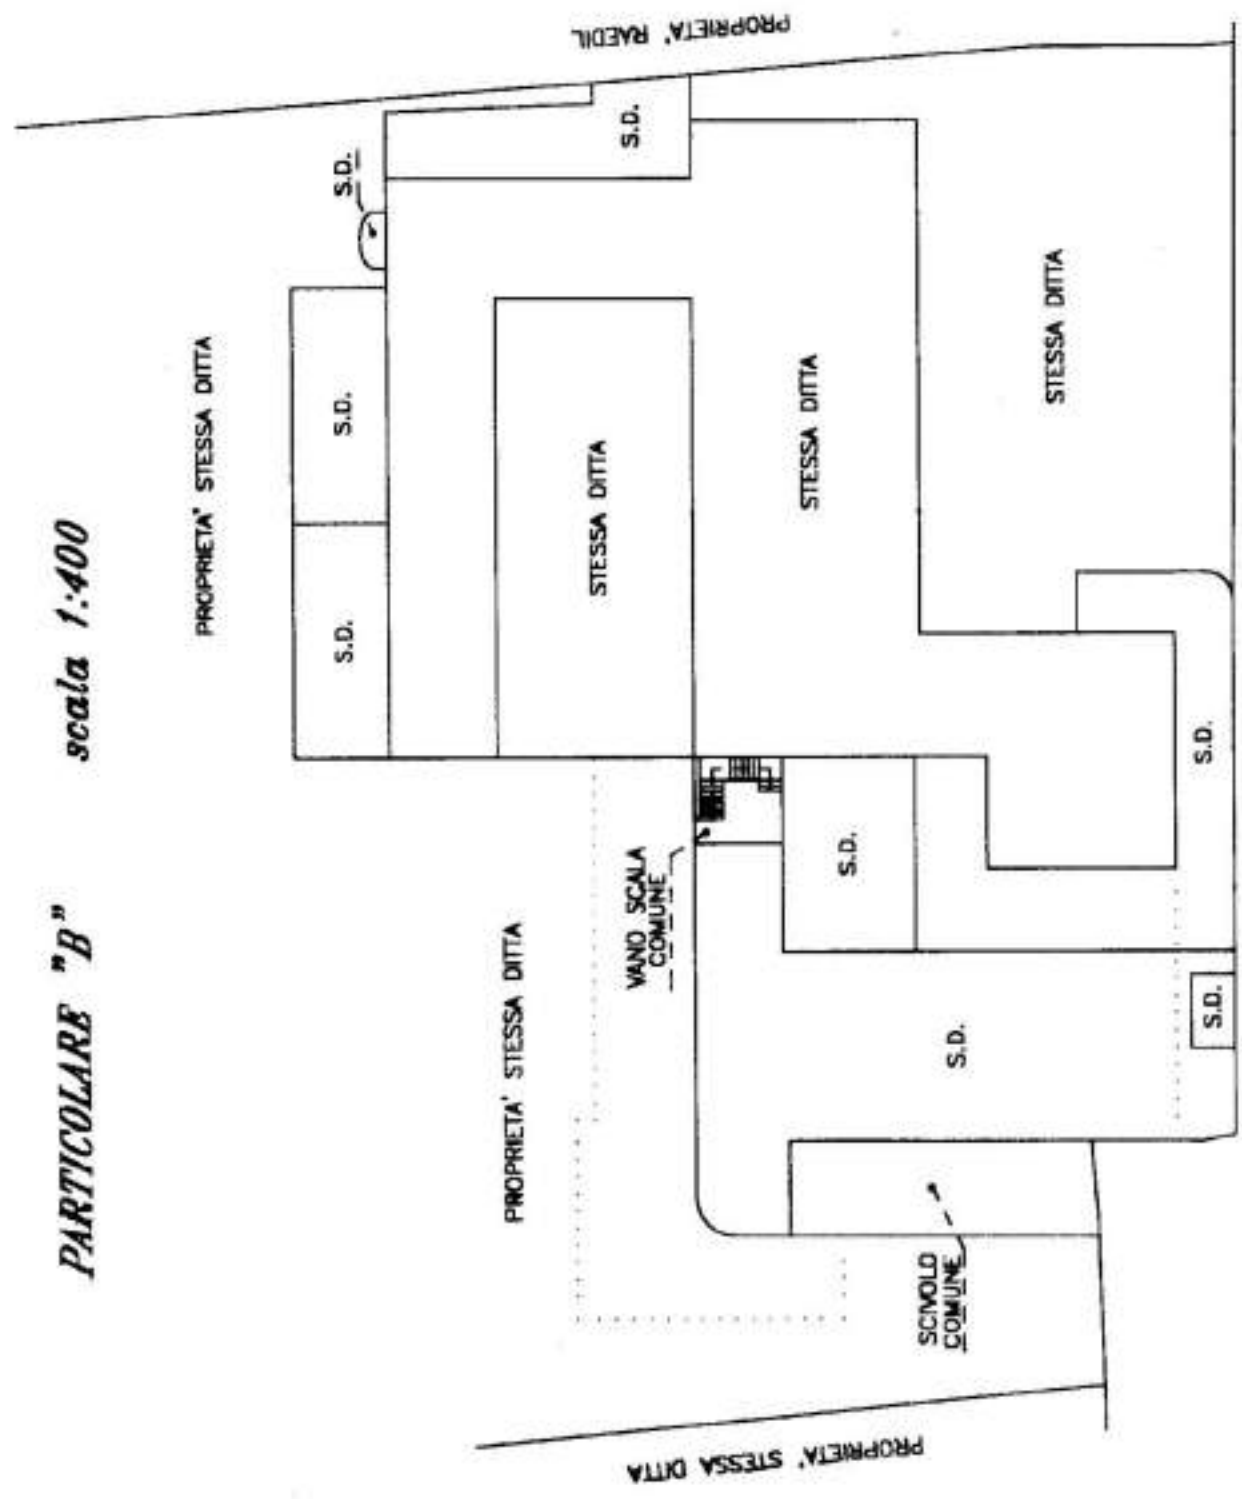 PARTICOLARE "B" scala 1:400
PROPRIETA' STESSA DITTA
S.D.
S.D.
S.D.
PROPRIETA' STESSA DITTA
STESSA DITTA
S.D.
PROPRIETA' RAEDIL
VANO SCALA
COMUNE
PROPRIETA' STESSA DITTA
S.D.
STESSA DITTA
SCIVOLO
COMUNE
S.D.
STESSA DITTA
S.D.
S.D.